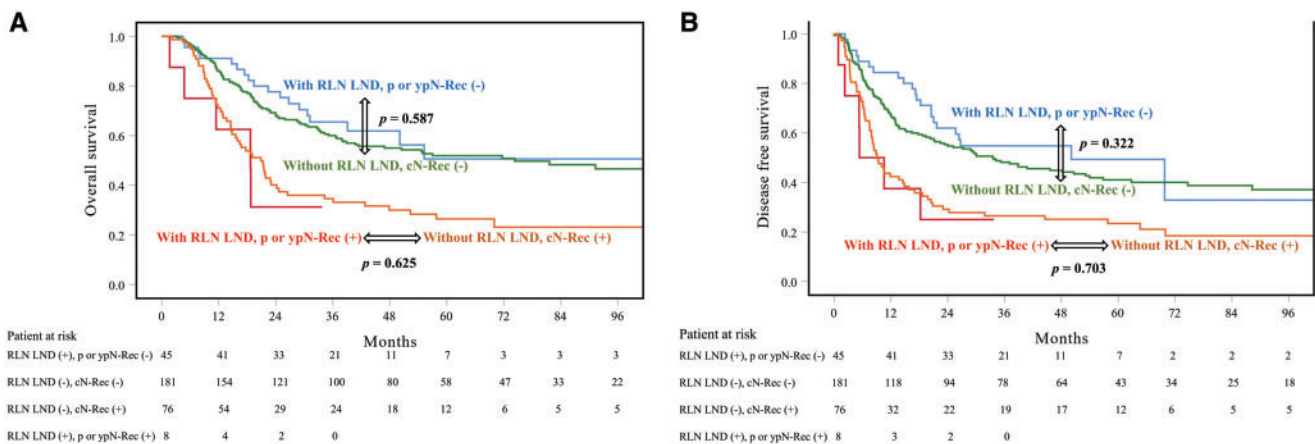 A
Overall survival
1.0
0.8
0.6
0.4
0.2
0.0
With RLN LND, p or ypN-Rec (-)
p = 0.587
Without RLN LND, cN-Rec (-)
With RLN LND, p or ypN-Rec (+)
Without RLN LND, cN-Rec (+)
p = 0.625
0 12 24 36 48 60 72 84 96
Months
Patient at risk
RLN LND (+), p or ypN-Rec (-) 45 41 33 21 11 7 3 3 3
RLN LND (-), cN-Rec (-) 181 154 121 100 80 58 47 33 22
RLN LND (-), cN-Rec (+) 76 54 29 24 18 12 6 5 5
RLN LND (+), p or ypN-Rec (+) 8 4 2 0
B
Disease free survival
1.0
0.8
0.6
0.4
0.2
0.0
With RLN LND, p or ypN-Rec (-)
p = 0.322
Without RLN LND, cN-Rec (-)
With RLN LND, p or ypN-Rec (+)
Without RLN LND, cN-Rec (+)
p = 0.703
0 12 24 36 48 60 72 84 96
Months
Patient at risk
RLN LND (+), p or ypN-Rec (-) 45 41 33 21 11 7 2 2 2
RLN LND (-), cN-Rec (-) 181 118 94 78 64 43 34 25 18
RLN LND (-), cN-Rec (+) 76 32 22 19 17 12 6 5 5
RLN LND (+), p or ypN-Rec (+) 8 3 2 0